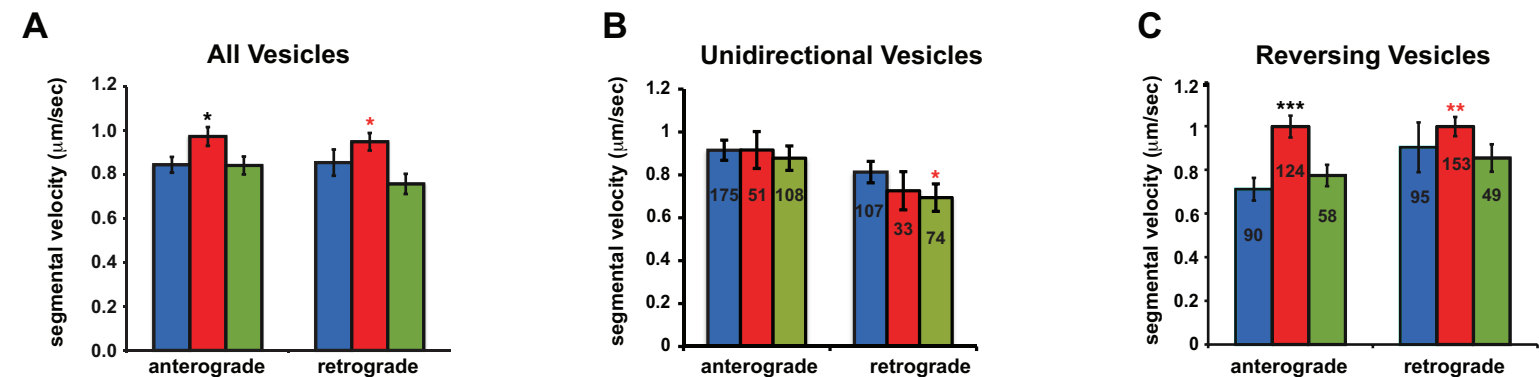 A
All Vesicles
segmental velocity (µm/sec)
1.2
1.0
0.8
0.6
0.4
0.2
0.0
*
*
anterograde
retrograde
B
Unidirectional Vesicles
segmental velocity (µm/sec)
1.2
1
0.8
0.6
0.4
0.2
0
*
175
51
108
107
33
74
anterograde
retrograde
C
Reversing Vesicles
segmental velocity (µm/sec)
1.2
1
0.8
0.6
0.4
0.2
0
***
**
90
124
58
95
153
49
anterograde
retrograde